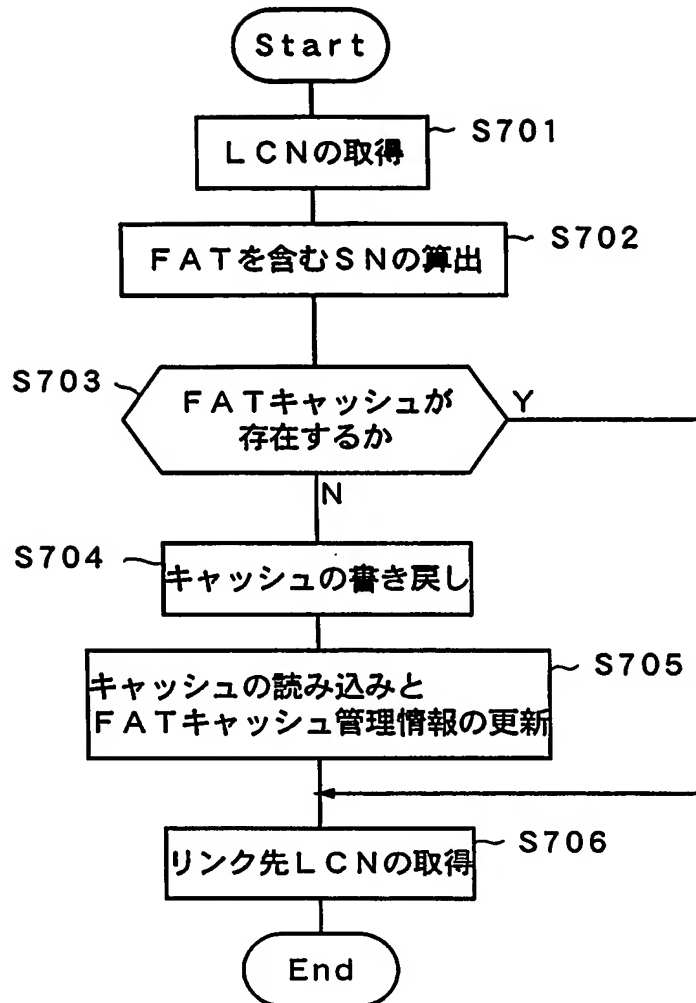 Start
LCNの取得
S701
FATを含むSNの算出
S702
S703
FATキャッシュが
存在するか
Y
N
S704
キャッシュの書き戻し
キャッシュの読み込みと
FATキャッシュ管理情報の更新
S705
リンク先LCNの取得
S706
End